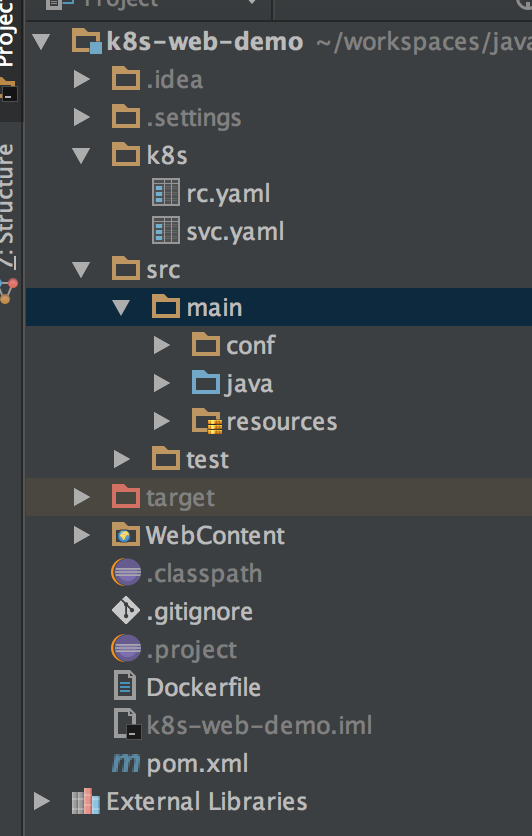 Project
Project
k8s-web-demo ~/workspaces/java
.idea
.settings
k8s
rc.yaml
svc.yaml
7: Structure
src
main
conf
java
resources
test
target
WebContent
.classpath
.gitignore
.project
Dockerfile
k8s-web-demo.iml
pom.xml
External Libraries